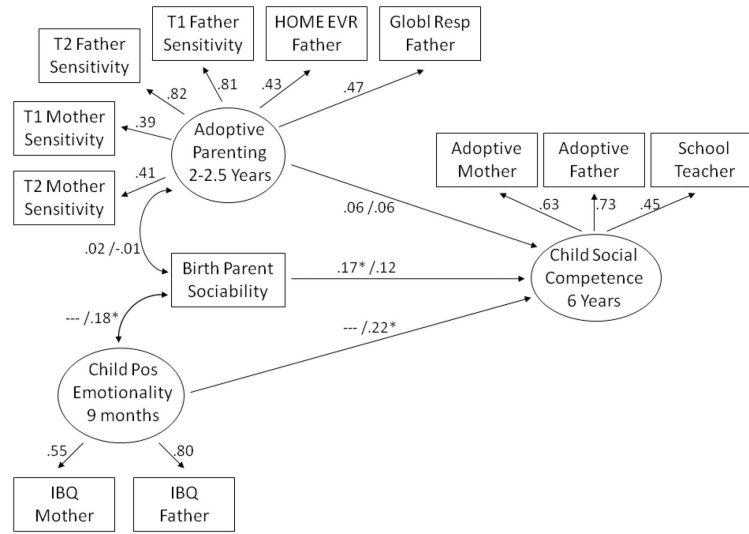 T1 Father
Sensitivity
HOME EVR
Father
Globl Resp
Father
T2 Father
Sensitivity
.82
.81
.43
.47
T1 Mother
Sensitivity
.39
Adoptive
Parenting
2-2.5 Years
T2 Mother
Sensitivity
.41
Adoptive
Mother
Adoptive
Father
School
Teacher
.63
.73
.45
.06 /.06
.02 /-.01
Birth Parent
Sociability
.17* /.12
Child Social
Competence
6 Years
--- /.18*
--- /.22*
Child Pos
Emotionality
9 months
.55
.80
IBQ
Mother
IBQ
Father